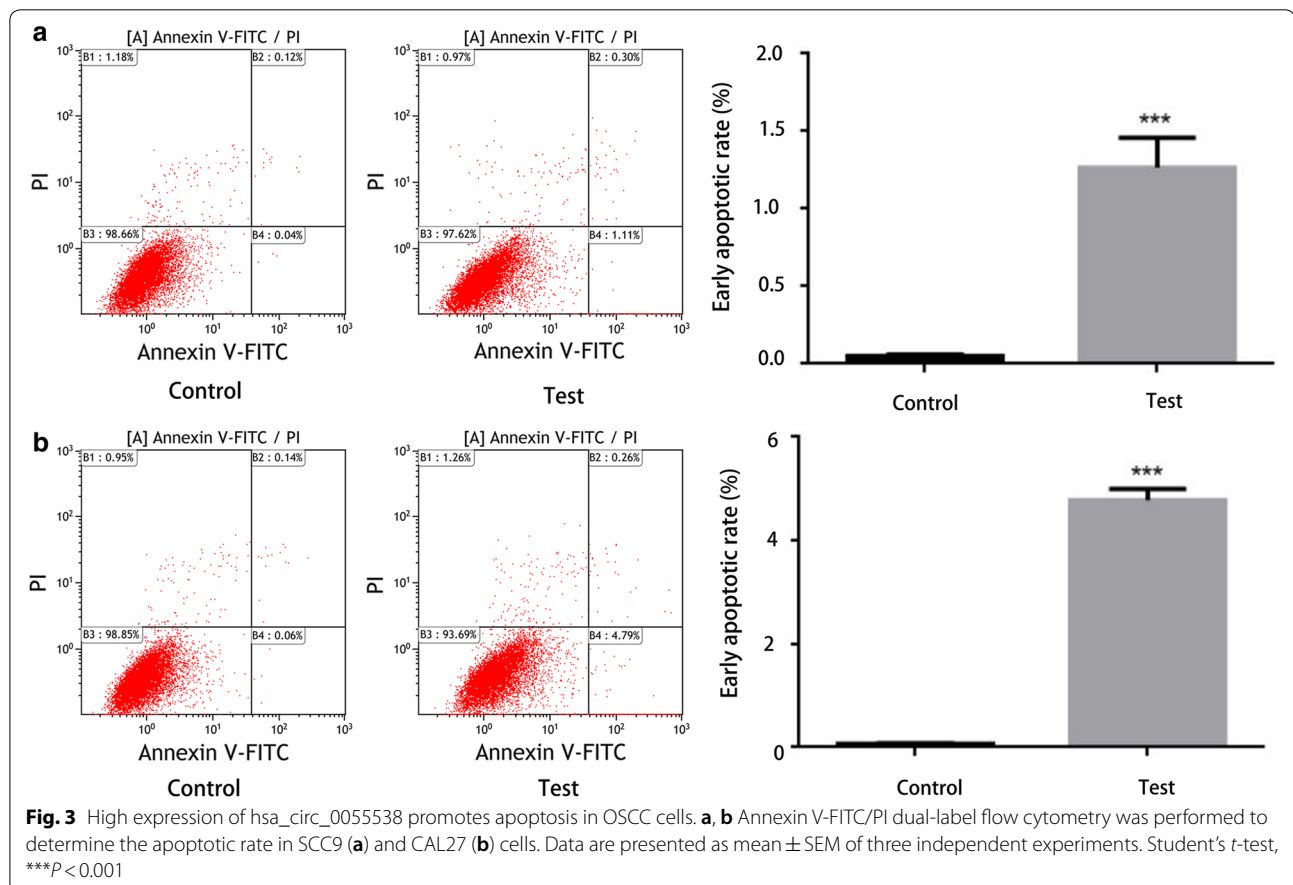 a
[A] Annexin V-FITC / PI
B1 : 1.18%
B2 : 0.12%
B3 : 98.66%
B4 : 0.04%
PI
10³
10²
10¹
10⁰
10⁰ 10¹ 10² 10³
Annexin V-FITC
Control
[A] Annexin V-FITC / PI
B1 : 0.97%
B2 : 0.30%
B3 : 97.62%
B4 : 1.11%
PI
10³
10²
10¹
10⁰
10⁰ 10¹ 10² 10³
Annexin V-FITC
Test
Early apoptotic rate (%)
2.0
1.5
1.0
0.5
0.0
***
Control Test
b
[A] Annexin V-FITC / PI
B1 : 0.95%
B2 : 0.14%
B3 : 98.85%
B4 : 0.06%
PI
10³
10²
10¹
10⁰
10⁰ 10¹ 10² 10³
Annexin V-FITC
Control
[A] Annexin V-FITC / PI
B1 : 1.26%
B2 : 0.26%
B3 : 93.69%
B4 : 4.79%
PI
10³
10²
10¹
10⁰
10⁰ 10¹ 10² 10³
Annexin V-FITC
Test
Early apoptotic rate (%)
6
4
2
0
***
Control Test
Fig. 3 High expression of hsa_circ_0055538 promotes apoptosis in OSCC cells. a, b Annexin V-FITC/PI dual-label flow cytometry was performed to
determine the apoptotic rate in SCC9 (a) and CAL27 (b) cells. Data are presented as mean ± SEM of three independent experiments. Student's t-test,
***P < 0.001